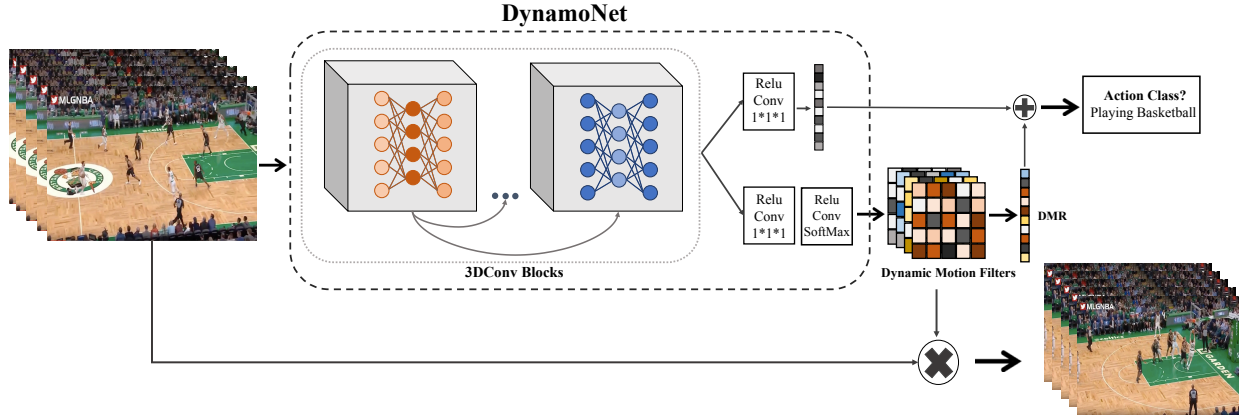 DynamoNet
MLGNBA
3DConv Blocks
Relu
Conv
1*1*1
Relu
Conv
1*1*1
Relu
Conv
SoftMax
Dynamic Motion Filters
DMR
Action Class?
Playing Basketball
MLGNBA
GARDEN